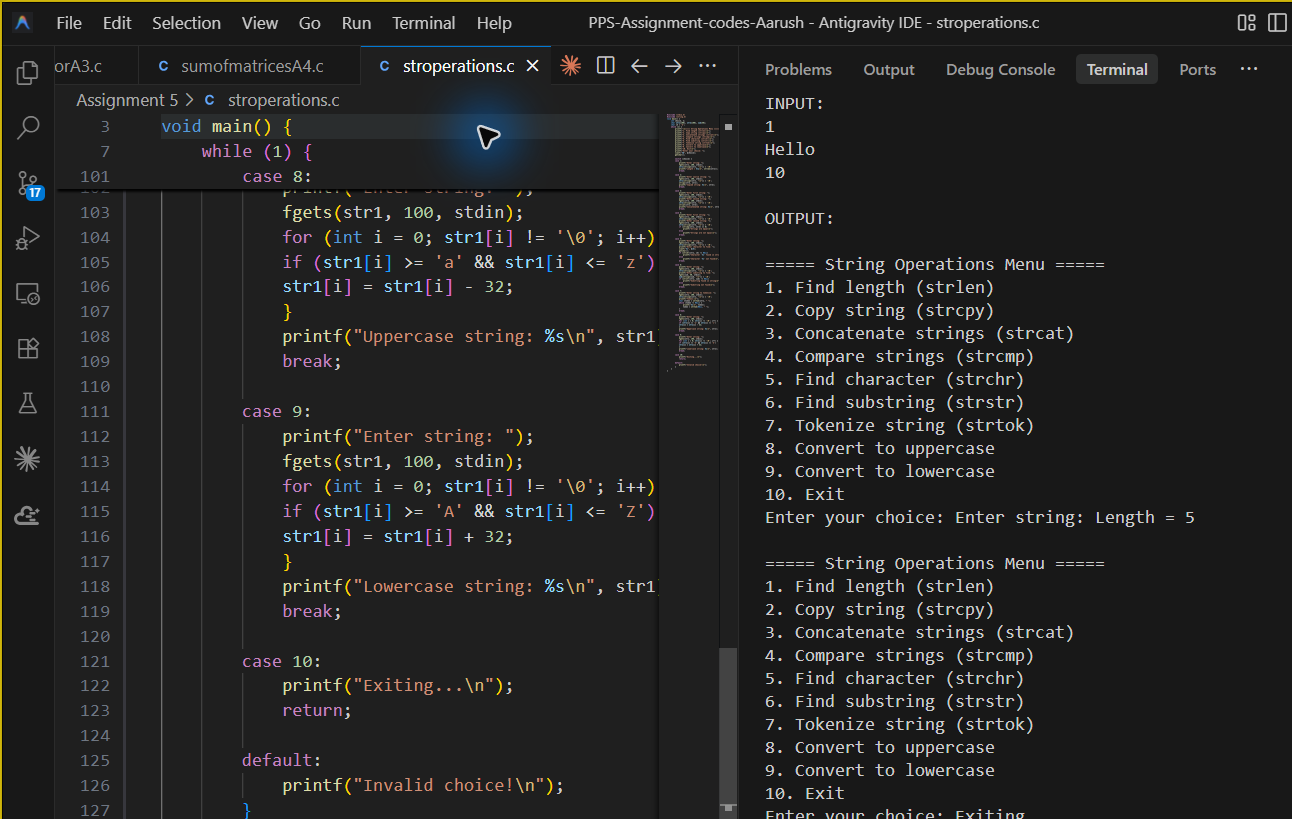 File Edit Selection View Go Run Terminal Help PPS-Assignment-codes-Aarush - Antigravity IDE - stroperations.c
orA3.c C sumofmatricesA4.c C stroperations.c
Assignment 5 > C stroperations.c
3 void main() {
7 while (1) {
101 case 8:
102 printf("Enter string: ");
103 fgets(str1, 100, stdin);
104 for (int i = 0; str1[i] != '\0'; i++)
105 if (str1[i] >= 'a' && str1[i] <= 'z')
106 str1[i] = str1[i] - 32;
107 }
108 printf("Uppercase string: %s\n", str1
109 break;
110
111 case 9:
112 printf("Enter string: ");
113 fgets(str1, 100, stdin);
114 for (int i = 0; str1[i] != '\0'; i++)
115 if (str1[i] >= 'A' && str1[i] <= 'Z')
116 str1[i] = str1[i] + 32;
117 }
118 printf("Lowercase string: %s\n", str1
119 break;
120
121 case 10:
122 printf("Exiting...\n");
123 return;
124
125 default:
126 printf("Invalid choice!\n");
127 }
17
Problems Output Debug Console Terminal Ports
INPUT:
1
Hello
10
OUTPUT:
===== String Operations Menu =====
1. Find length (strlen)
2. Copy string (strcpy)
3. Concatenate strings (strcat)
4. Compare strings (strcmp)
5. Find character (strchr)
6. Find substring (strstr)
7. Tokenize string (strtok)
8. Convert to uppercase
9. Convert to lowercase
10. Exit
Enter your choice: Enter string: Length = 5
===== String Operations Menu =====
1. Find length (strlen)
2. Copy string (strcpy)
3. Concatenate strings (strcat)
4. Compare strings (strcmp)
5. Find character (strchr)
6. Find substring (strstr)
7. Tokenize string (strtok)
8. Convert to uppercase
9. Convert to lowercase
10. Exit
Enter your choice: Exiting